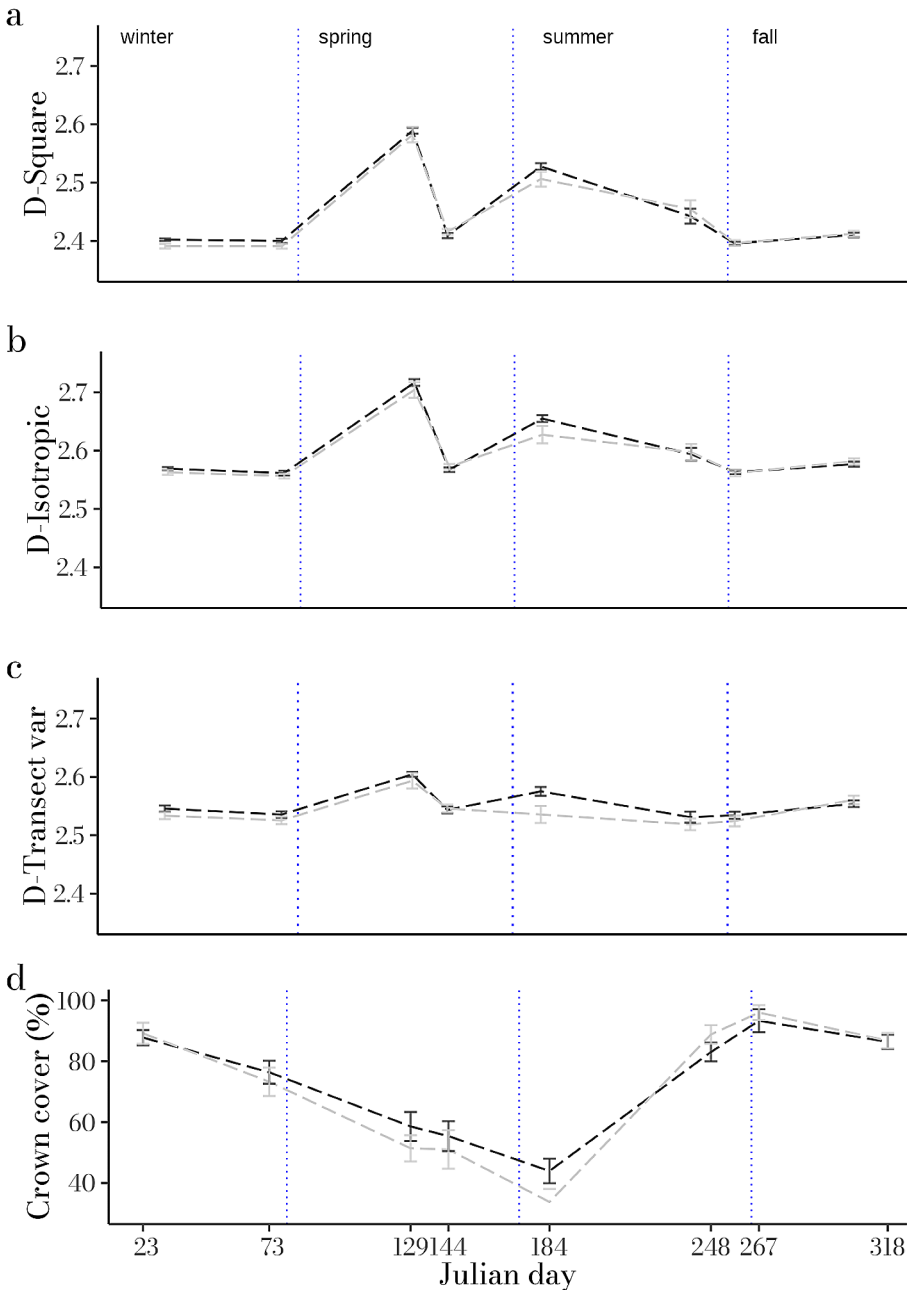 a
winter spring summer fall
2.7
2.6
2.5
2.4
D-Square
b
2.7
2.6
2.5
2.4
D-Isotropic
c
2.7
2.6
2.5
2.4
D-Transect var
d
100
80
60
40
Crown cover (%)
23 73 129 144 184 248 267 318
Julian day